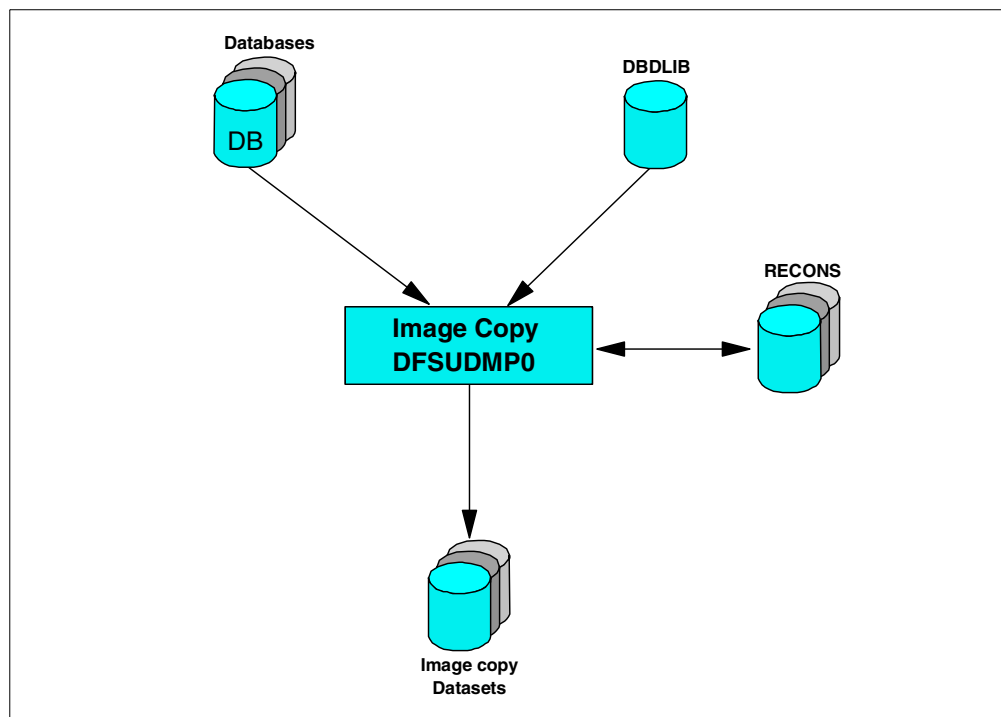 Databases
DBDLIB
DB
RECONS
Image Copy
DFSUDMP0
Image copy
Datasets